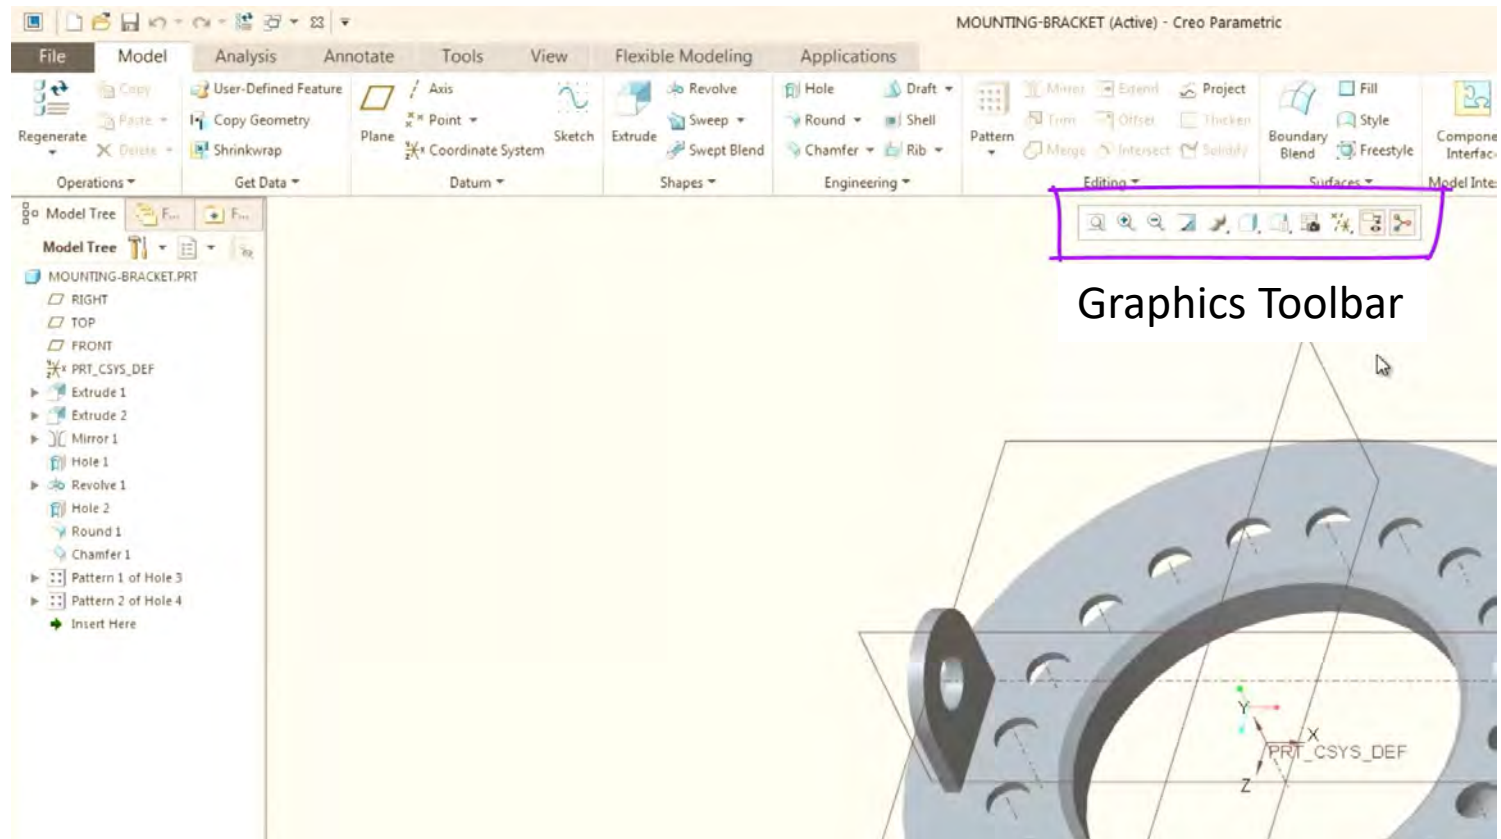 MOUNTING-BRACKET (Active) - Creo Parametric
File Model Analysis Annotate Tools View Flexible Modeling Applications
Copy User-Defined Feature Axis Revolve Hole Draft Mirror Extend Project Fill
Paste Copy Geometry Point Sweep Round Shell Trim Offset Thicken Style
Regenerate Plane Sketch Extrude Pattern Boundary Blend Compone Interfac
Delete Shrinkwrap Coordinate System Swept Blend Chamfer Rib Merge Intersect Solidify Freestyle
Operations Get Data Datum Shapes Engineering Editing Surfaces Model Inte
Model Tree F... F...
Model Tree
MOUNTING-BRACKET.PRT
RIGHT
TOP
FRONT
PRT_CSYS_DEF
Extrude 1
Extrude 2
Mirror 1
Hole 1
Revolve 1
Hole 2
Round 1
Chamfer 1
Pattern 1 of Hole 3
Pattern 2 of Hole 4
Insert Here
Graphics Toolbar
Y
X
PRT_CSYS_DEF
Z